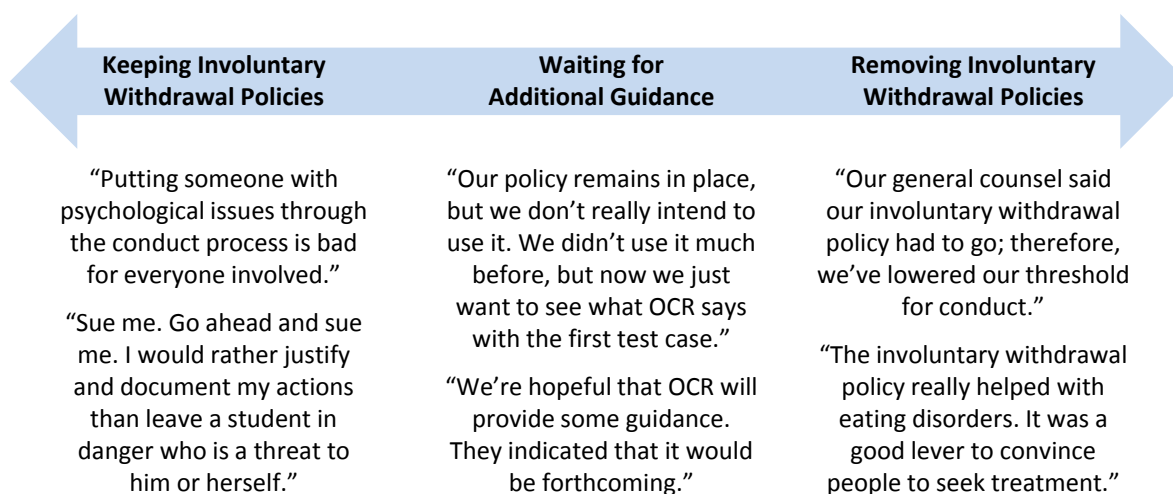 Keeping Involuntary
Withdrawal Policies
Waiting for
Additional Guidance
Removing Involuntary
Withdrawal Policies
“Putting someone with
psychological issues through
the conduct process is bad
for everyone involved.”
“Sue me. Go ahead and sue
me. I would rather justify
and document my actions
than leave a student in
danger who is a threat to
him or herself.”
“Our policy remains in place,
but we don’t really intend to
use it. We didn’t use it much
before, but now we just
want to see what OCR says
with the first test case.”
“We’re hopeful that OCR will
provide some guidance.
They indicated that it would
be forthcoming.”
“Our general counsel said
our involuntary withdrawal
policy had to go; therefore,
we’ve lowered our threshold
for conduct.”
“The involuntary withdrawal
policy really helped with
eating disorders. It was a
good lever to convince
people to seek treatment.”